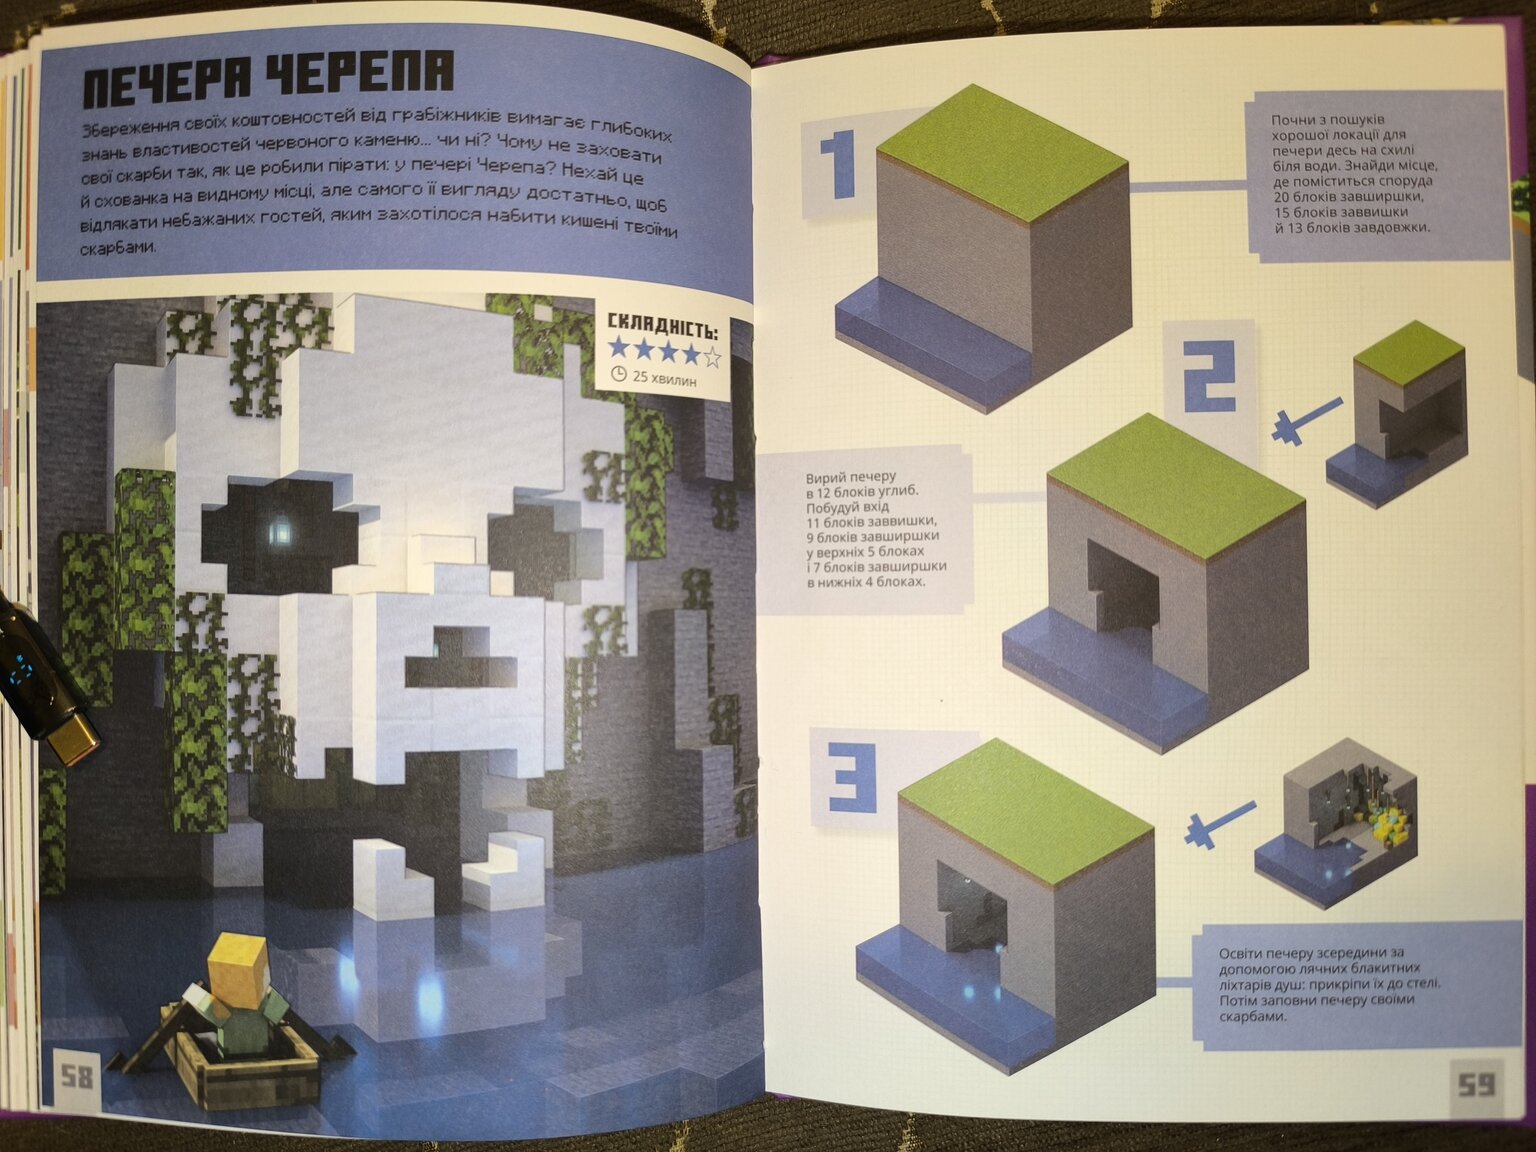 ПЕЧЕРА ЧЕРЕПА
Збереження своїх коштовностей від грабіжників вимагає глибоких
знань властивостей червоного каменю... чи ні? Чому не заховати
свої скарби так, як це робили пірати: у печері Черепа? Нехай це
й схованка на видному місці, але самого її вигляду достатньо, щоб
відлякати небажаних гостей, яким захотілося набити кишені твоїми
скарбами.
СКЛАДНІСТЬ:
25 хвилин
58
1
Почни з пошуків
хорошої локації для
печери десь на схилі
біля води. Знайди місце,
де поміститься споруда
20 блоків завширшки,
15 блоків заввишки
й 13 блоків завдовжки.
2
Вирий печеру
в 12 блоків углиб.
Побудуй вхід
11 блоків заввишки,
9 блоків завширшки
у верхніх 5 блоках
і 7 блоків завширшки
в нижніх 4 блоках.
3
Освіти печеру зсередини за
допомогою лячних блакитних
ліхтарів душ: прикріпи їх до стелі.
Потім заповни печеру своїми
скарбами.
59